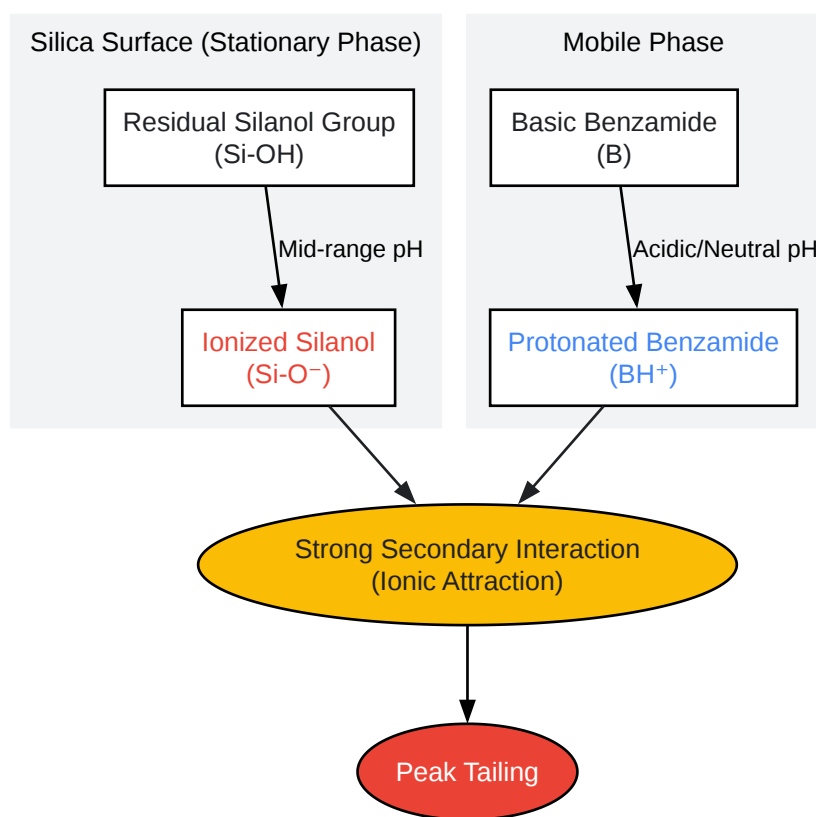 Silica Surface (Stationary Phase)
Mobile Phase
Residual Silanol Group
(Si-OH)
Basic Benzamide
(B)
Mid-range pH
Acidic/Neutral pH
Ionized Silanol
(Si-O⁻)
Protonated Benzamide
(BH⁺)
Strong Secondary Interaction
(Ionic Attraction)
Peak Tailing